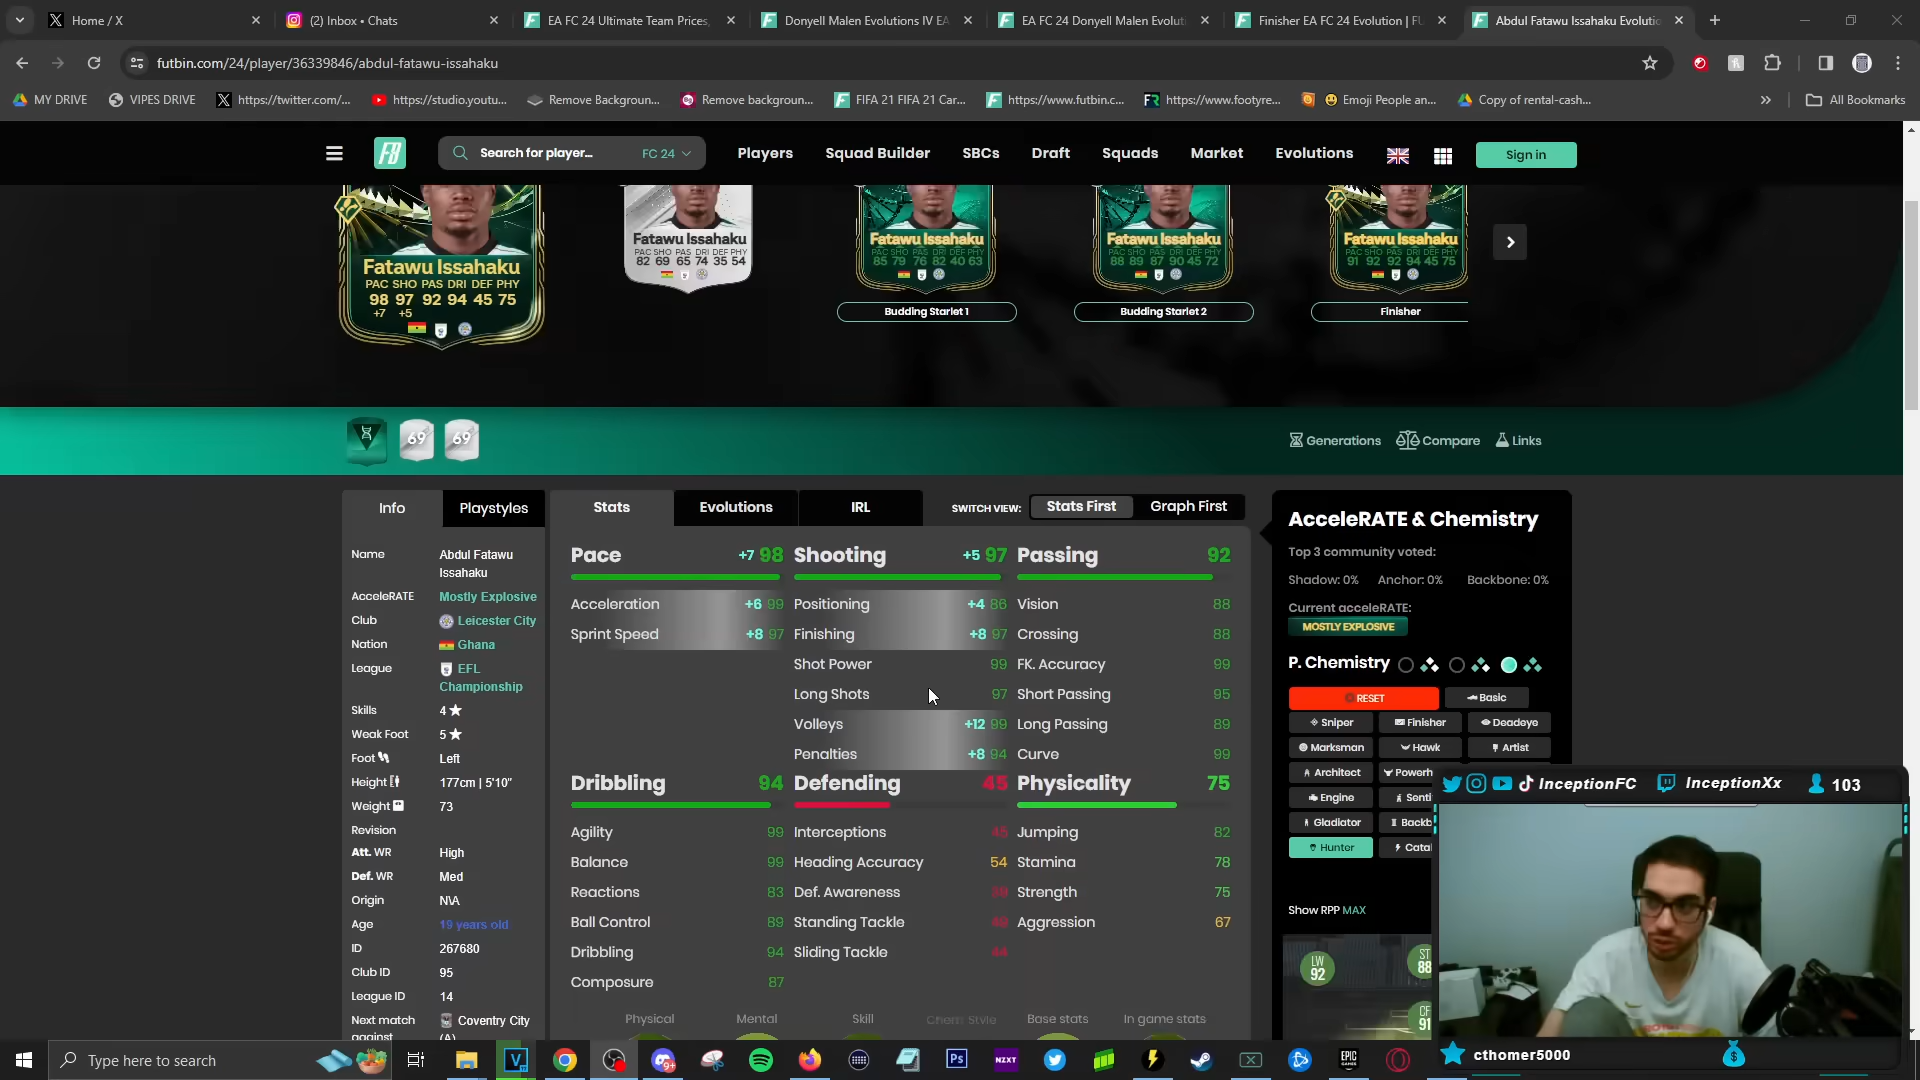 Home / X
(2) Inbox • Chats
EA FC 24 Ultimate Team Prices,
Donyell Malen Evolutions IV EA
EA FC 24 Donyell Malen Evoluti
Finisher EA FC 24 Evolution | FU
Abdul Fatawu Issahaku Evolutio
futbin.com/24/player/36339846/abdul-fatawu-issahaku
MY DRIVE
VIPES DRIVE
https://twitter.com/...
https://studio.youtu...
Remove Backgroun...
Remove backgroun...
FIFA 21 FIFA 21 Car...
https://www.futbin.c...
https://www.footyre...
Emoji People an...
Copy of rental-cash...
All Bookmarks
Search for player...
FC 24
Players
Squad Builder
SBCs
Draft
Squads
Market
Evolutions
Sign in
Fatawu Issahaku
PAC SHO PAS DRI DEF PHY
98 97 92 94 45 75
+7 +5
Fatawu Issahaku
PAC SHO PAS DRI DEF PHY
82 69 65 74 35 54
Fatawu Issahaku
PAC SHO PAS DRI DEF PHY
85 79 76 82 40 63
Budding Starlet 1
Fatawu Issahaku
PAC SHO PAS DRI DEF PHY
88 89 87 90 45 72
Budding Starlet 2
Fatawu Issahaku
PAC SHO PAS DRI DEF PHY
91 92 92 94 45 75
Finisher
69
69
Generations
Compare
Links
Info
Playstyles
Name Abdul Fatawu
Issahaku
AcceleRATE Mostly Explosive
Club Leicester City
Nation Ghana
League EFL
Championship
Skills 4
Weak Foot 5
Foot Left
Height 177cm | 5'10"
Weight 73
Revision
Att. WR High
Def. WR Med
Origin N\A
Age 19 years old
ID 267680
Club ID 95
League ID 14
Next match Coventry City
against (A)
Stats
Evolutions
IRL
SWITCH VIEW:
Stats First
Graph First
Pace +7 98
Acceleration +6 99
Sprint Speed +8 97
Shooting +5 97
Positioning +4 86
Finishing +8 97
Shot Power 99
Long Shots 97
Volleys +12 99
Penalties +8 94
Passing 92
Vision 88
Crossing 88
FK. Accuracy 99
Short Passing 95
Long Passing 89
Curve 99
Dribbling 94
Agility 99
Balance 99
Reactions 83
Ball Control 89
Dribbling 94
Composure 87
Defending 45
Interceptions 45
Heading Accuracy 54
Def. Awareness
Standing Tackle
Sliding Tackle 44
Physicality 75
Jumping 82
Stamina 78
Strength 75
Aggression 67
Physical
Mental
Skill
Chem Style
Base stats
In game stats
AcceleRATE & Chemistry
Top 3 community voted:
Shadow: 0% Anchor: 0% Backbone: 0%
Current acceleRATE:
MOSTLY EXPLOSIVE
P. Chemistry
RESET
Basic
Sniper
Finisher
Deadeye
Marksman
Hawk
Artist
Architect
Powerh
Engine
Senti
Gladiator
Backb
Hunter
Cata
Show RPP MAX
LW
92
ST
88
CF
91
InceptionFC
InceptionXx
103
cthomer5000
Type here to search
9+
Ps
NZXT
EPIC
GAMES